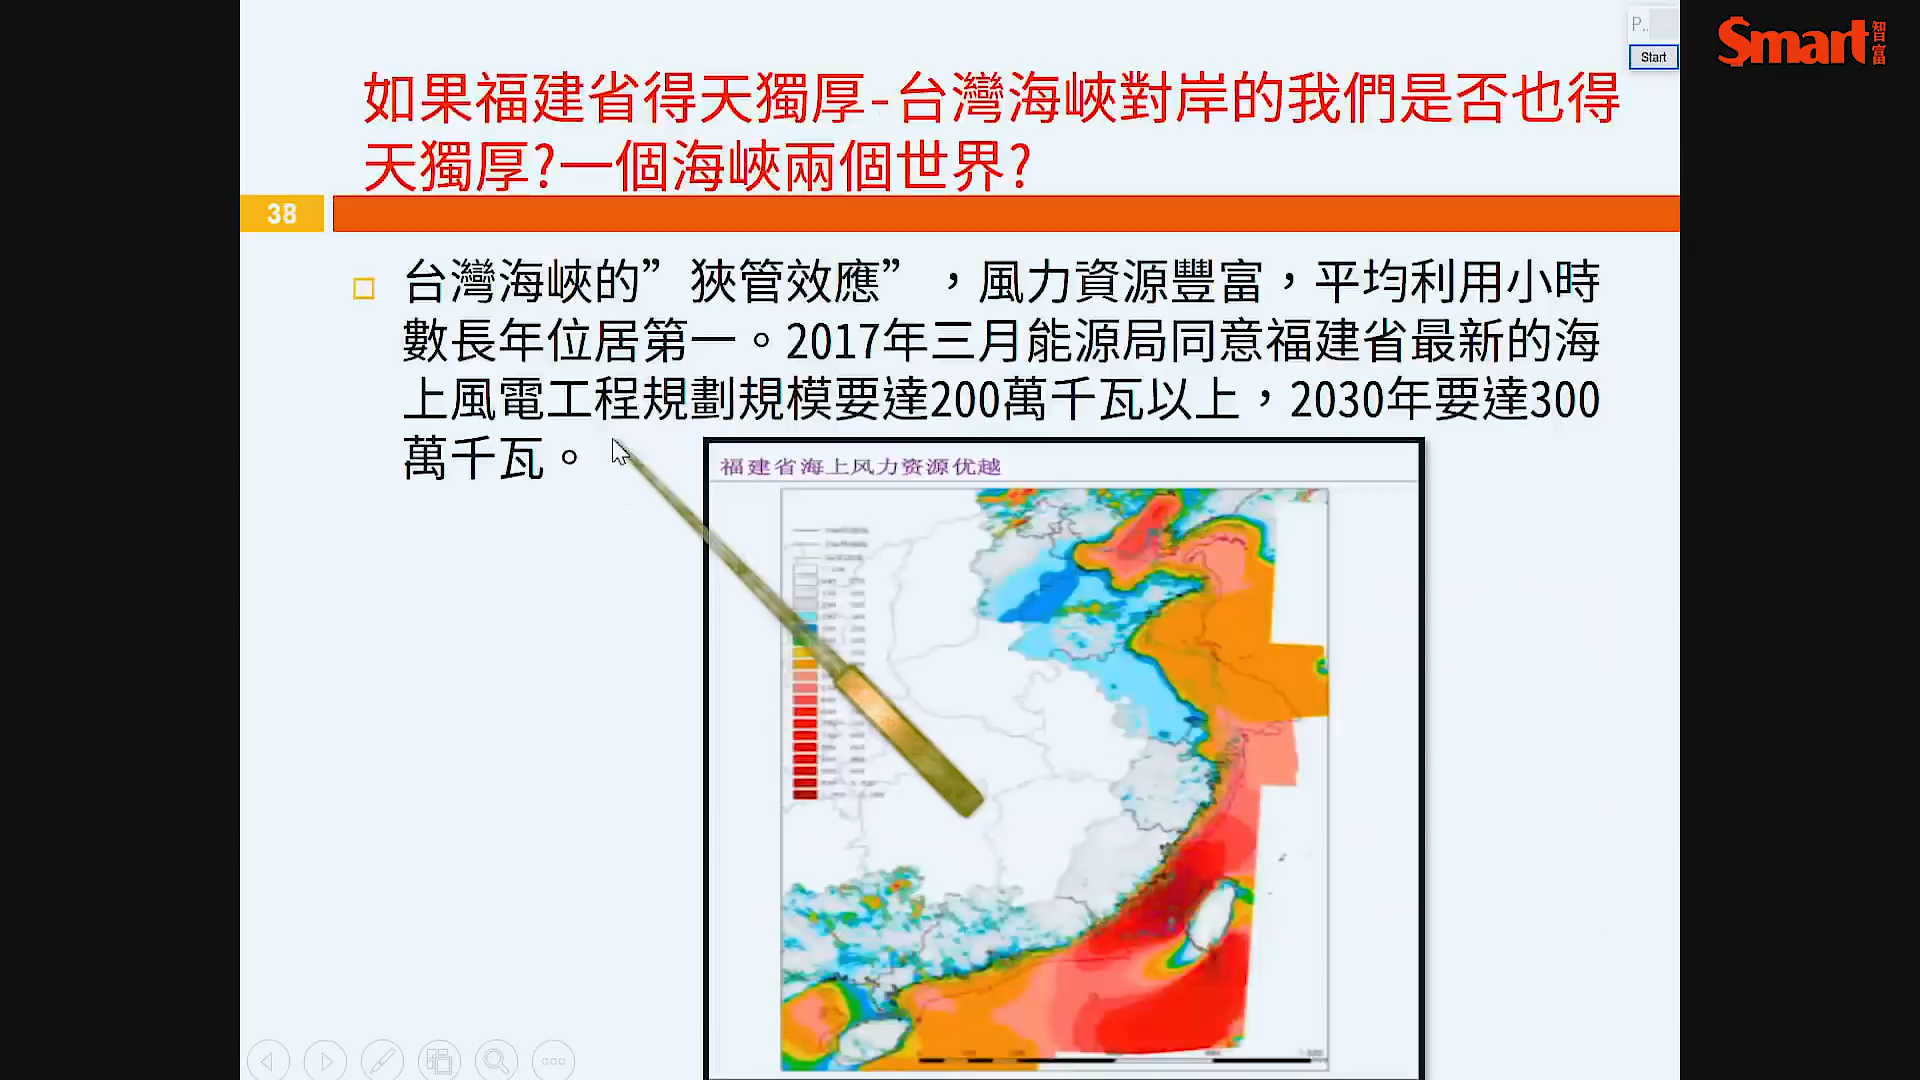 P..
Start
Smart智富
如果福建省得天獨厚-台灣海峽對岸的我們是否也得
天獨厚?一個海峽兩個世界?
38
台灣海峽的”狹管效應”，風力資源豐富，平均利用小時
數長年位居第一。2017年三月能源局同意福建省最新的海
上風電工程規劃規模要達200萬千瓦以上，2030年要達300
萬千瓦。
福建省海上风力资源优越